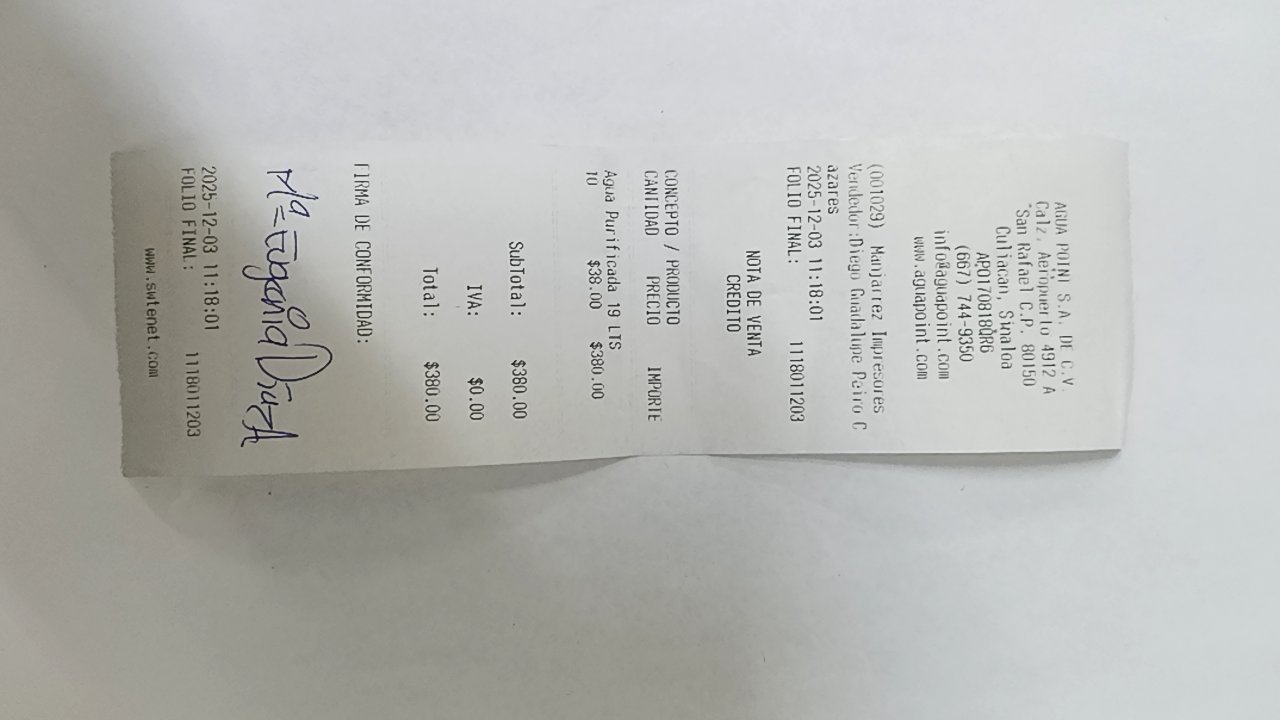 AGUA POINT S.A. DE C.V.
Calz. Aeropuerto 4912 A
San Rafael C.P. 80150
Culiacan, Sinaloa
APO170818QR6
(667) 744-9350
info@aguapoint.com
www.aguapoint.com
(001029) Manjarrez Impresores
Vendedor:Diego Guadalupe Peiro C
azares
2025-12-03 11:18:01
FOLIO FINAL: 1118011203
NOTA DE VENTA
CREDITO
CONCEPTO / PRODUCTO
CANTIDAD PRECIO IMPORTE
Agua Purificada 19 LTS
10 $38.00 $380.00
SubTotal: $380.00
IVA: $0.00
Total: $380.00
FIRMA DE CONFORMIDAD:
Ma= Eugenia Díaz A
2025-12-03 11:18:01
FOLIO FINAL: 1118011203
www.swtenet.com